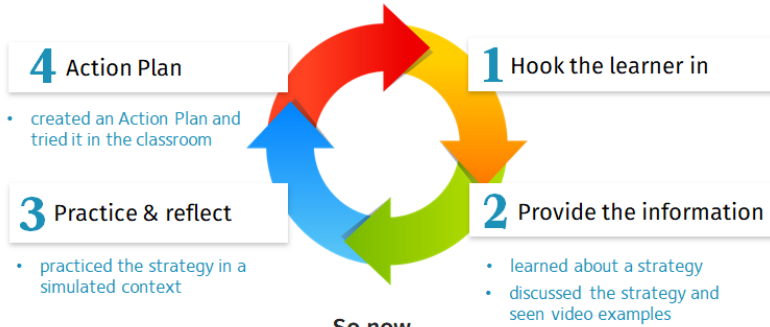 4 Action Plan
• created an Action Plan and
tried it in the classroom
1 Hook the learner in
3 Practice & reflect
• practiced the strategy in a
simulated context
2 Provide the information
• learned about a strategy
• discussed the strategy and
seen video examples
So now